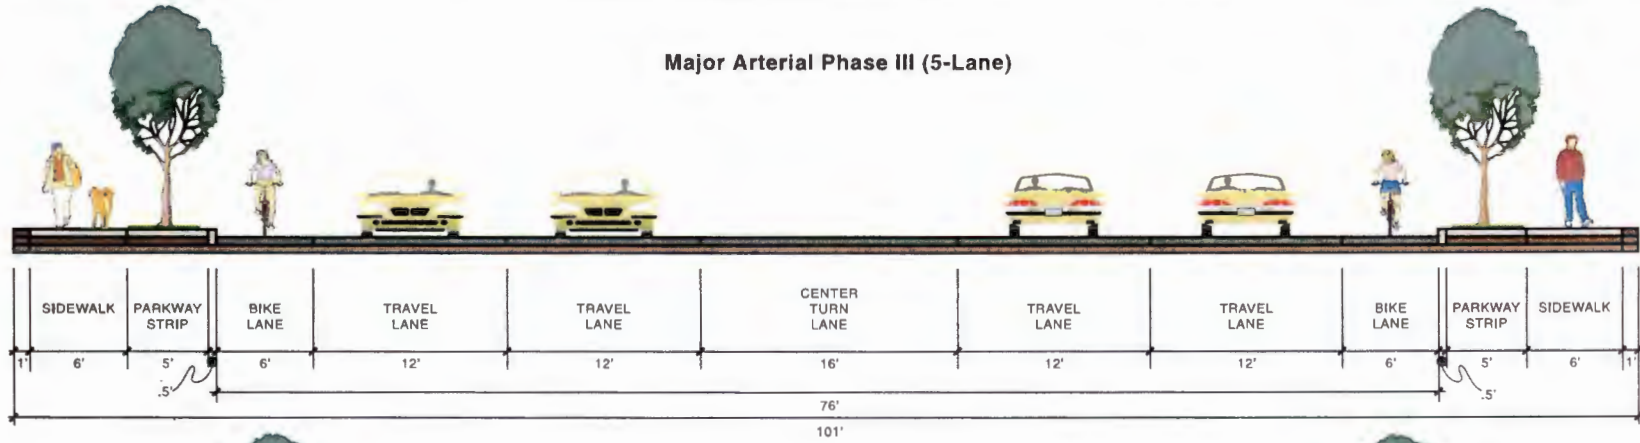 Major Arterial Phase III (5-Lane)
SIDEWALK
PARKWAY
STRIP
BIKE
LANE
TRAVEL
LANE
TRAVEL
LANE
CENTER
TURN
LANE
TRAVEL
LANE
TRAVEL
LANE
BIKE
LANE
PARKWAY
STRIP
SIDEWALK
1' 6' 5' 6' 12' 12' 16' 12' 12' 6' 5' 6' 1'
.5' .5'
76'
101'